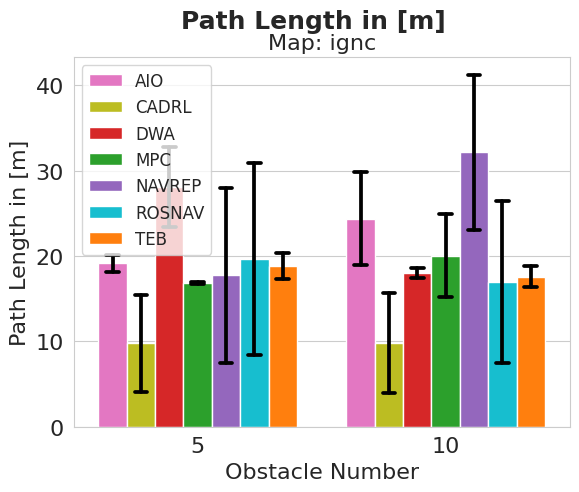 Path Length in [m]
Map: ignc
Path Length in [m]
40
30
20
10
0
AIO
CADRL
DWA
MPC
NAVREP
ROSNAV
TEB
5
10
Obstacle Number